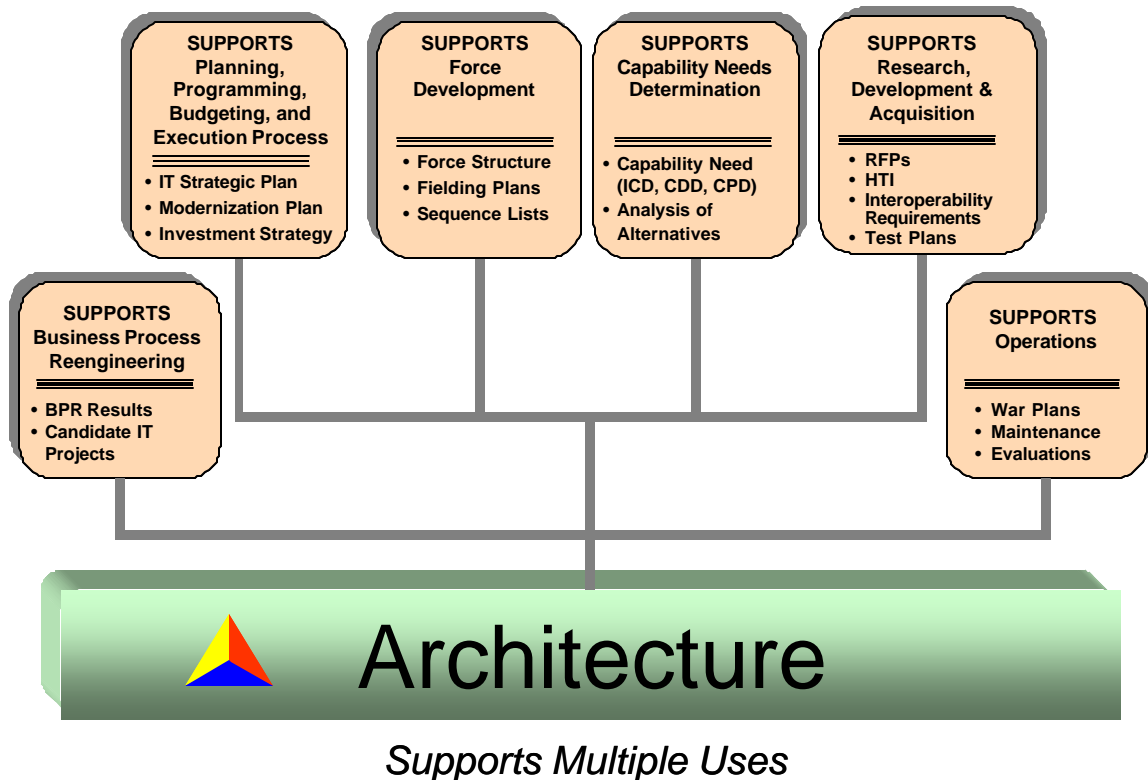 SUPPORTS
Planning,
Programming,
Budgeting, and
Execution Process
• IT Strategic Plan
• Modernization Plan
• Investment Strategy
SUPPORTS
Force
Development
• Force Structure
• Fielding Plans
• Sequence Lists
SUPPORTS
Capability Needs
Determination
• Capability Need
(ICD, CDD, CPD)
• Analysis of
Alternatives
SUPPORTS
Research,
Development &
Acquisition
• RFPs
• HTI
• Interoperability
Requirements
• Test Plans
SUPPORTS
Business Process
Reengineering
• BPR Results
• Candidate IT
Projects
SUPPORTS
Operations
• War Plans
• Maintenance
• Evaluations
Architecture
Supports Multiple Uses